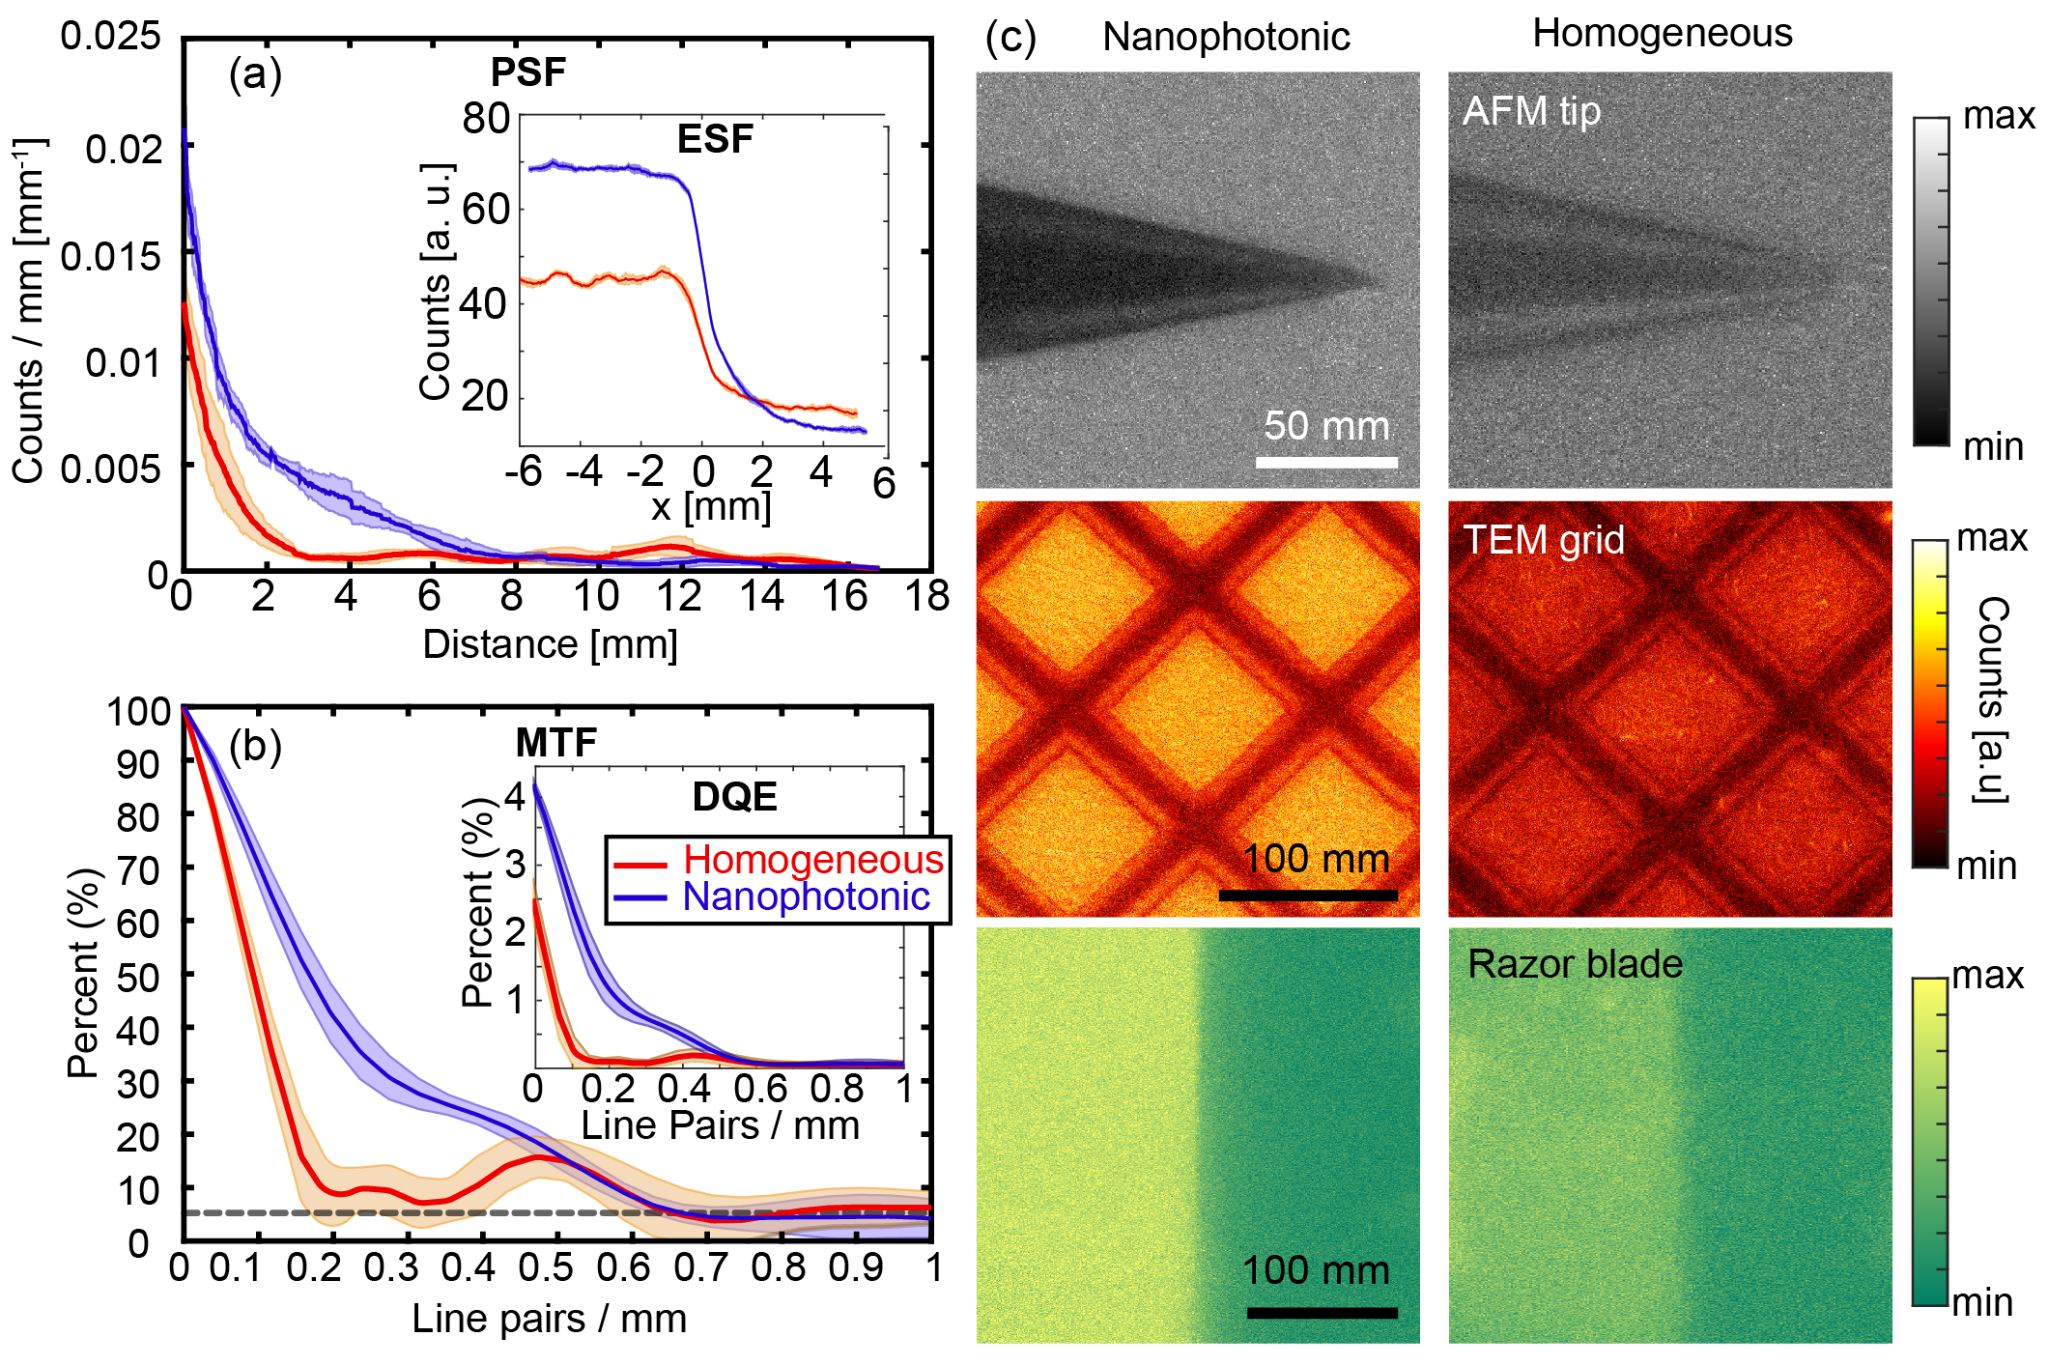 (a)
PSF
0.025
0.02
0.015
0.01
0.005
0
Counts / mm [mm-1]
0 2 4 6 8 10 12 14 16 18
Distance [mm]
ESF
80
60
40
20
Counts [a. u.]
-6 -4 -2 0 2 4 6
x [mm]
(b)
MTF
100
90
80
70
60
50
40
30
20
10
0
Percent (%)
0 0.1 0.2 0.3 0.4 0.5 0.6 0.7 0.8 0.9 1
Line pairs / mm
DQE
4
3
2
1
Percent (%)
Homogeneous
Nanophotonic
0 0.2 0.4 0.6 0.8 1
Line Pairs / mm
(c) Nanophotonic Homogeneous
AFM tip
50 mm
max
min
TEM grid
100 mm
max
Counts [a.u]
min
Razor blade
100 mm
max
min